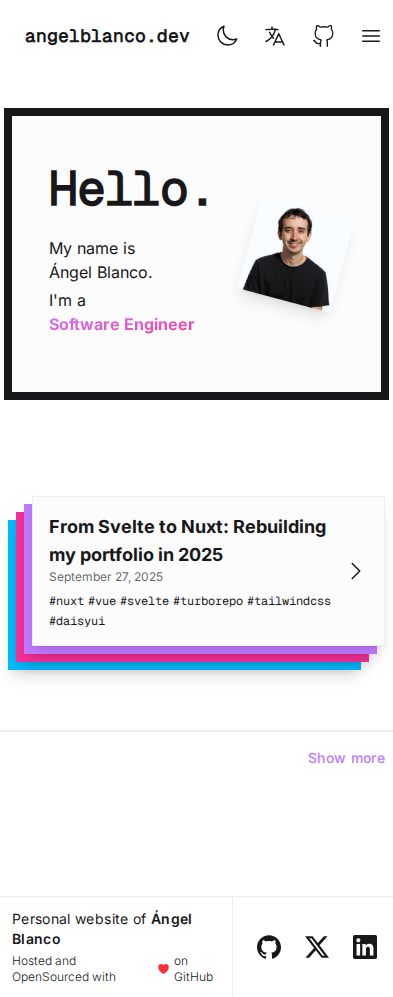 angelblanco.dev
Hello.
My name is
Ángel Blanco.
I'm a
Software Engineer
From Svelte to Nuxt: Rebuilding
my portfolio in 2025
September 27, 2025
#nuxt #vue #svelte #turborepo #tailwindcss
#daisyui
Show more
Personal website of Ángel
Blanco
Hosted and
OpenSourced with
on
GitHub